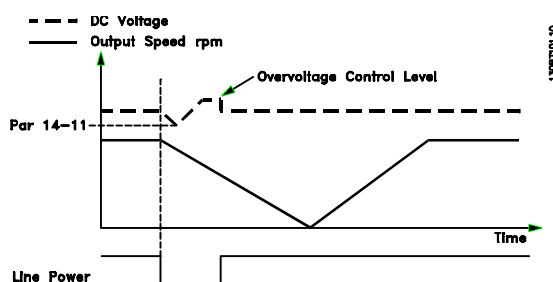 DC Voltage
Output Speed rpm
Overvoltage Control Level
Par 14-11
Time
Line Power